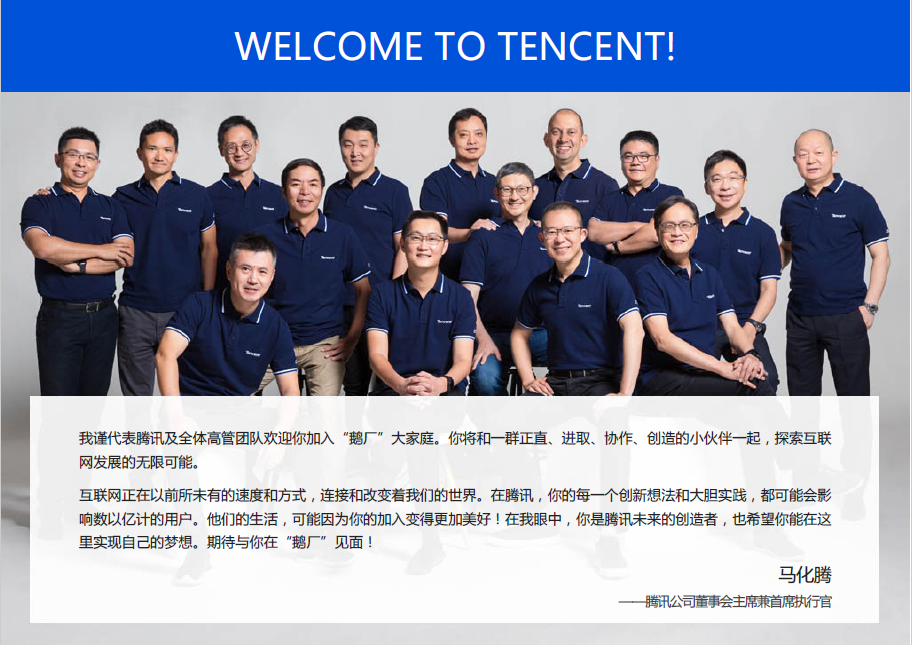 WELCOME TO TENCENT!
我谨代表腾讯及全体高管团队欢迎你加入“鹅厂”大家庭。你将和一群正直、进取、协作、创造的小伙伴一起，探索互联
网发展的无限可能。
互联网正在以前所未有的速度和方式，连接和改变着我们的世界。在腾讯，你的每一个创新想法和大胆实践，都可能会影
响数以亿计的用户。他们的生活，可能因为你的加入变得更加美好！在我眼中，你是腾讯未来的创造者，也希望你能在这
里实现自己的梦想。期待与你在“鹅厂”见面！
马化腾
——腾讯公司董事会主席兼首席执行官